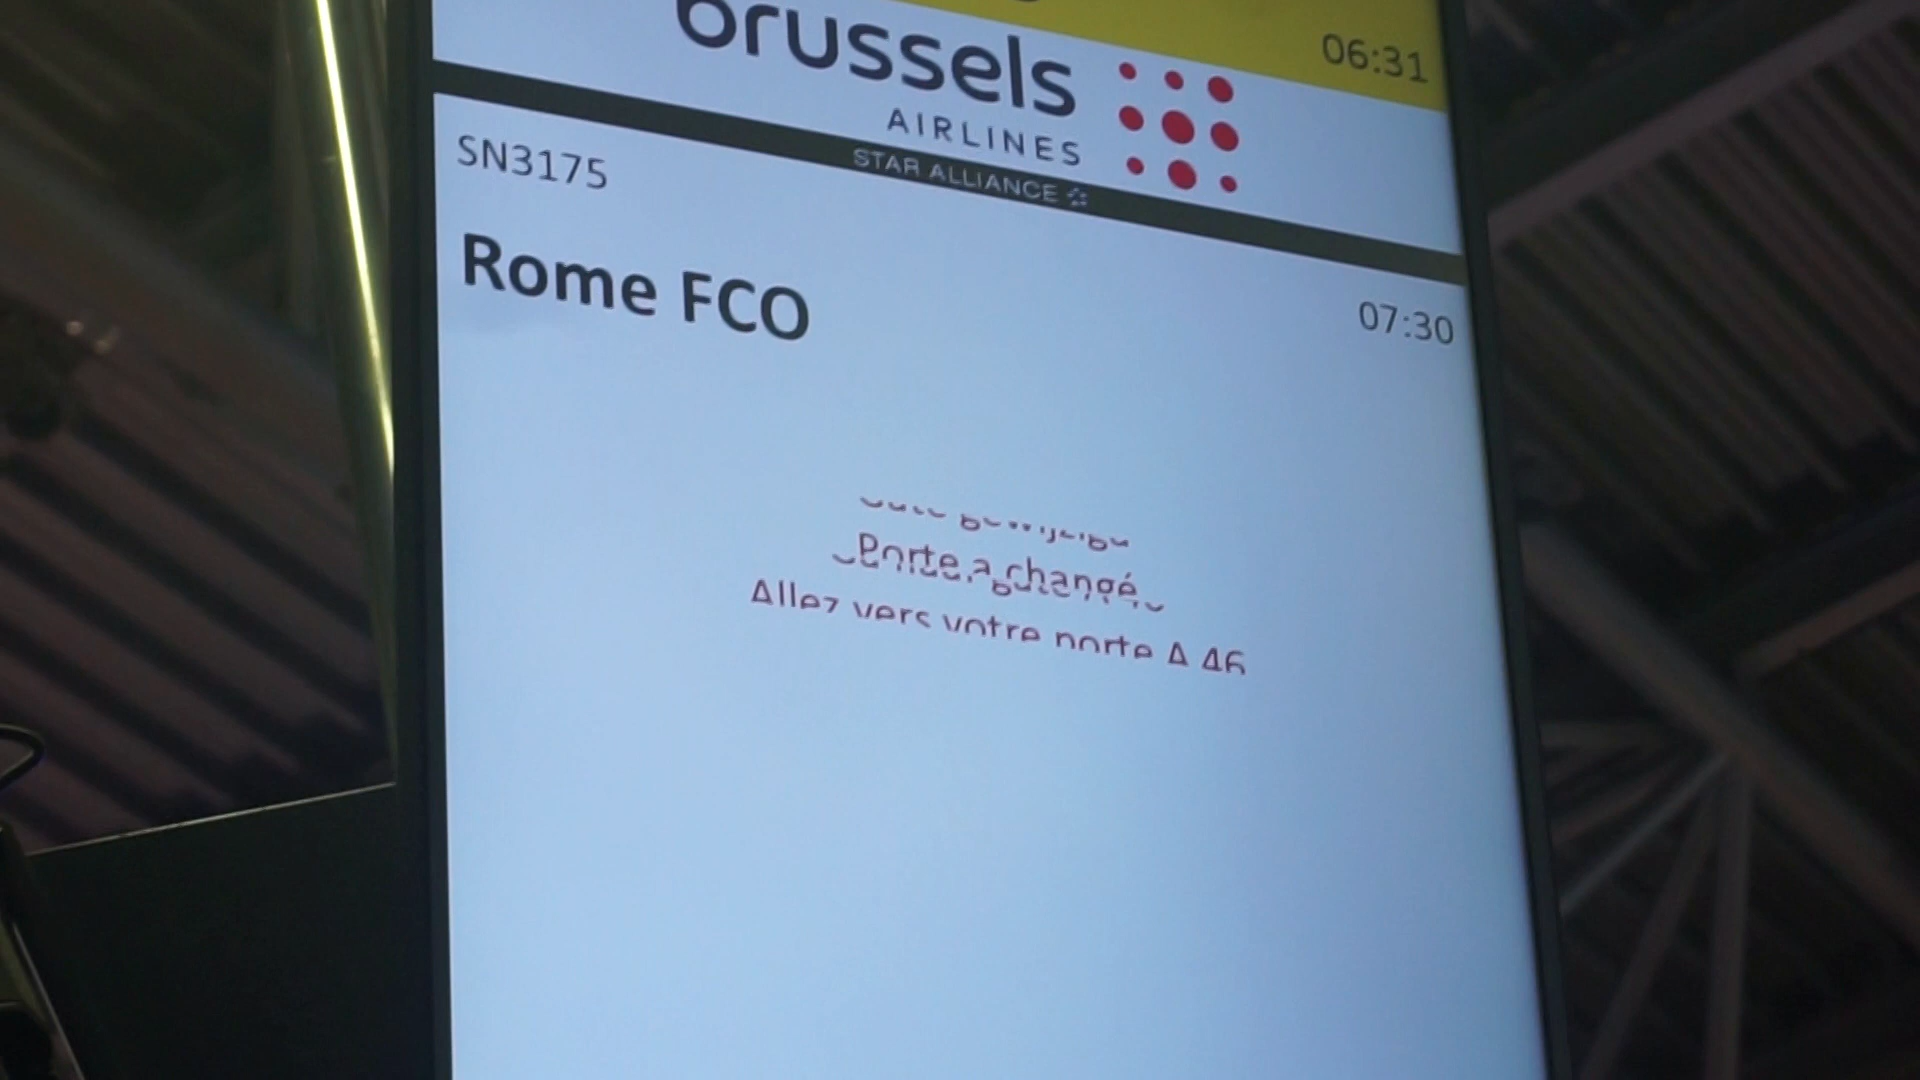 06:31
brussels
AIRLINES
STAR ALLIANCE
SN3175
Rome FCO
07:30
Porte a changé
Allez vers votre porte A 46